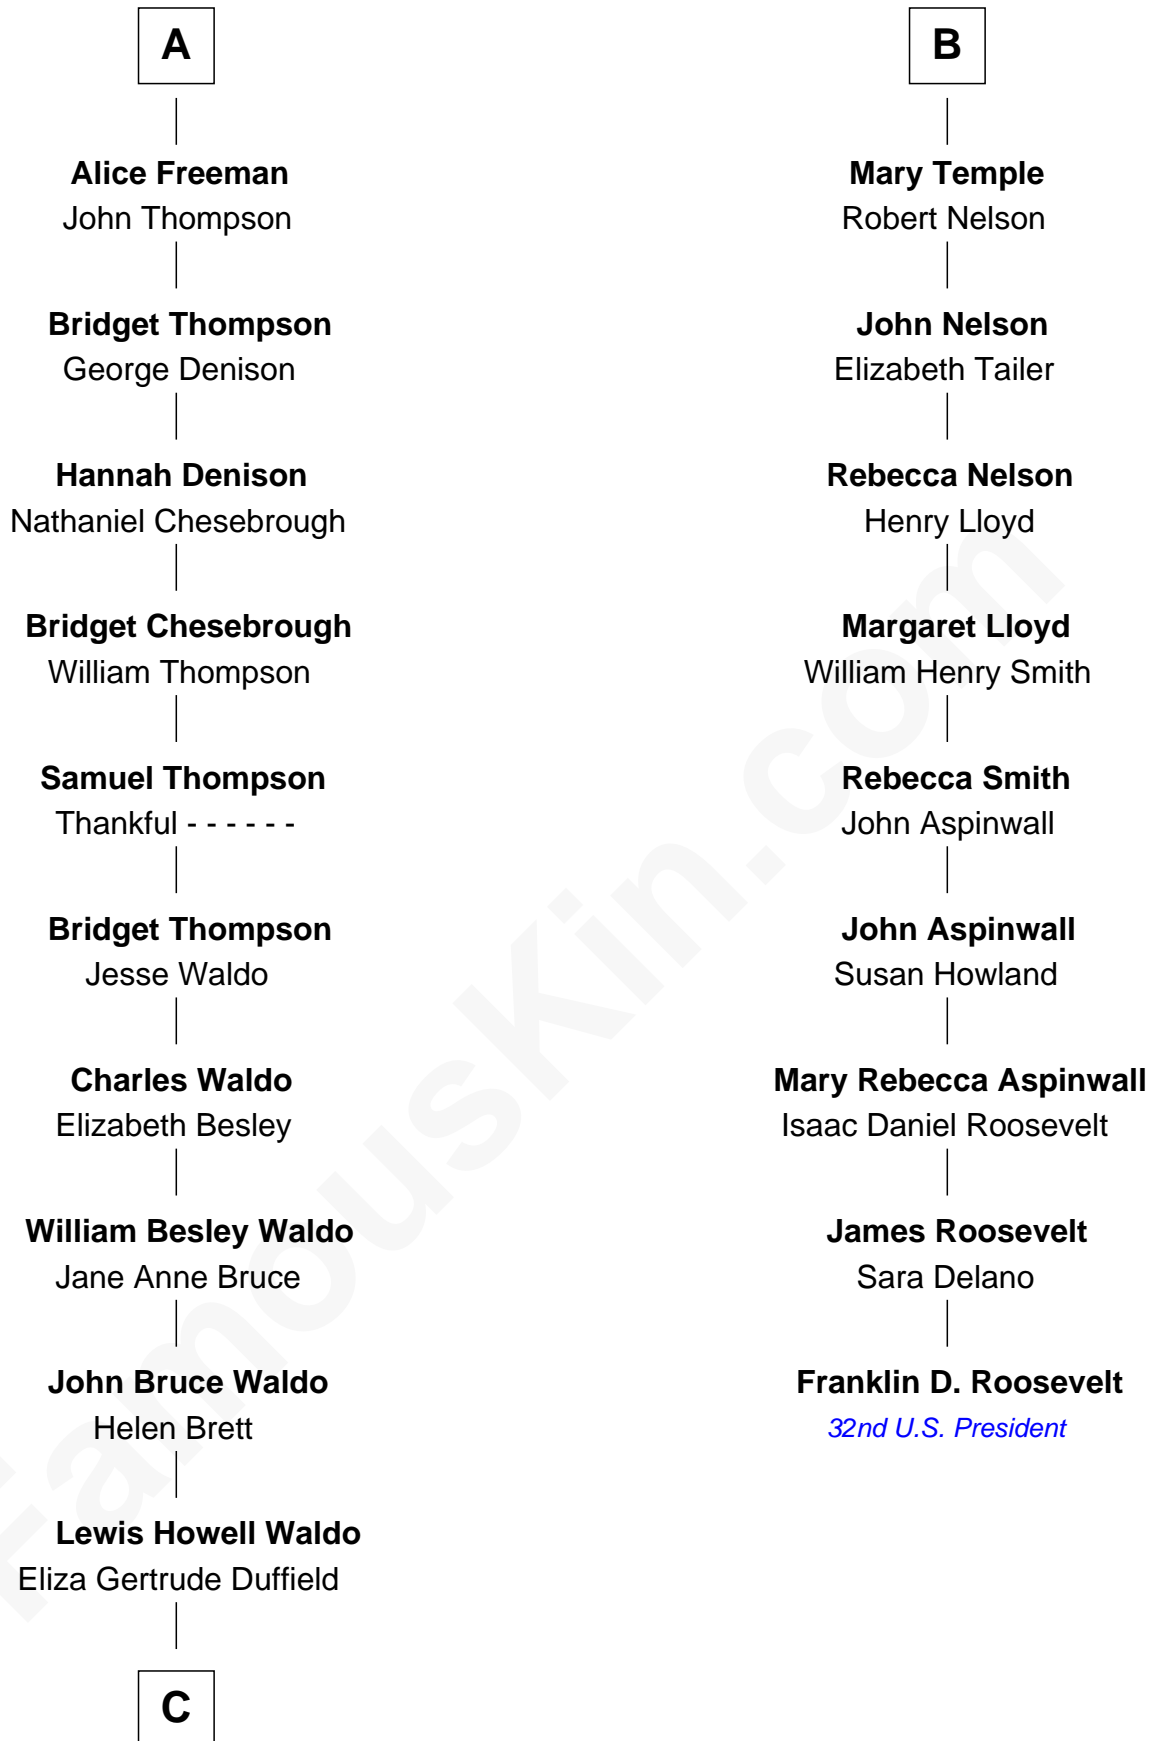 A
Alice Freeman
John Thompson
Bridget Thompson
George Denison
Hannah Denison
Nathaniel Chesebrough
Bridget Chesebrough
William Thompson
Samuel Thompson
Thankful - - - - - -
Bridget Thompson
Jesse Waldo
Charles Waldo
Elizabeth Besley
William Besley Waldo
Jane Anne Bruce
John Bruce Waldo
Helen Brett
Lewis Howell Waldo
Eliza Gertrude Duffield
C
B
Mary Temple
Robert Nelson
John Nelson
Elizabeth Tailer
Rebecca Nelson
Henry Lloyd
Margaret Lloyd
William Henry Smith
Rebecca Smith
John Aspinwall
John Aspinwall
Susan Howland
Mary Rebecca Aspinwall
Isaac Daniel Roosevelt
James Roosevelt
Sara Delano
Franklin D. Roosevelt
32nd U.S. President
FamousKin.com